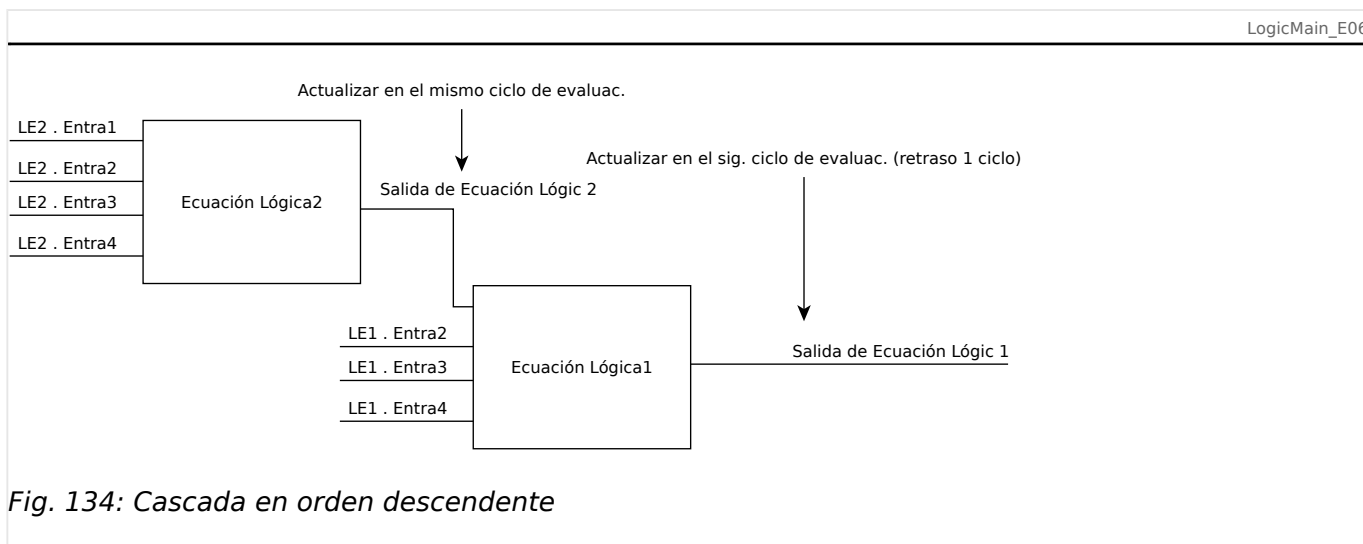 LogicMain_E06
Actualizar en el mismo ciclo de evaluac.
LE2 . Entra1
Actualizar en el sig. ciclo de evaluac. (retraso 1 ciclo)
LE2 . Entra2
Salida de Ecuación Lógic 2
LE2 . Entra3
Ecuación Lógica2
LE2 . Entra4
LE1 . Entra2
Salida de Ecuación Lógic 1
LE1 . Entra3
Ecuación Lógica1
LE1 . Entra4
Fig. 134: Cascada en orden descendente